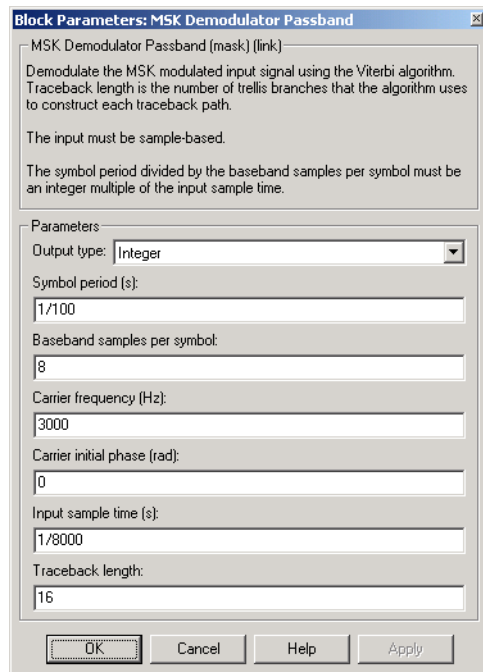 Block Parameters: MSK Demodulator Passband
MSK Demodulator Passband (mask) (link)
Demodulate the MSK modulated input signal using the Viterbi algorithm.
Traceback length is the number of trellis branches that the algorithm uses
to construct each traceback path.
The input must be sample-based.
The symbol period divided by the baseband samples per symbol must be
an integer multiple of the input sample time.
Parameters
Output type: Integer
Symbol period (s):
1/100
Baseband samples per symbol:
8
Carrier frequency (Hz):
3000
Carrier initial phase (rad):
0
Input sample time (s):
1/8000
Traceback length:
16
OK Cancel Help Apply